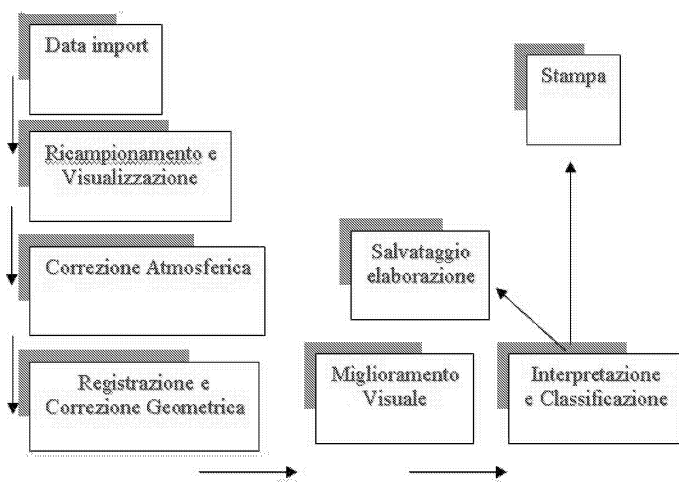 Data import
Ricampionamento e
Visualizzazione
Correzione Atmosferica
Registrazione e
Correzione Geometrica
Miglioramento
Visuale
Interpretazione
e Classificazione
Salvataggio
elaborazione
Stampa